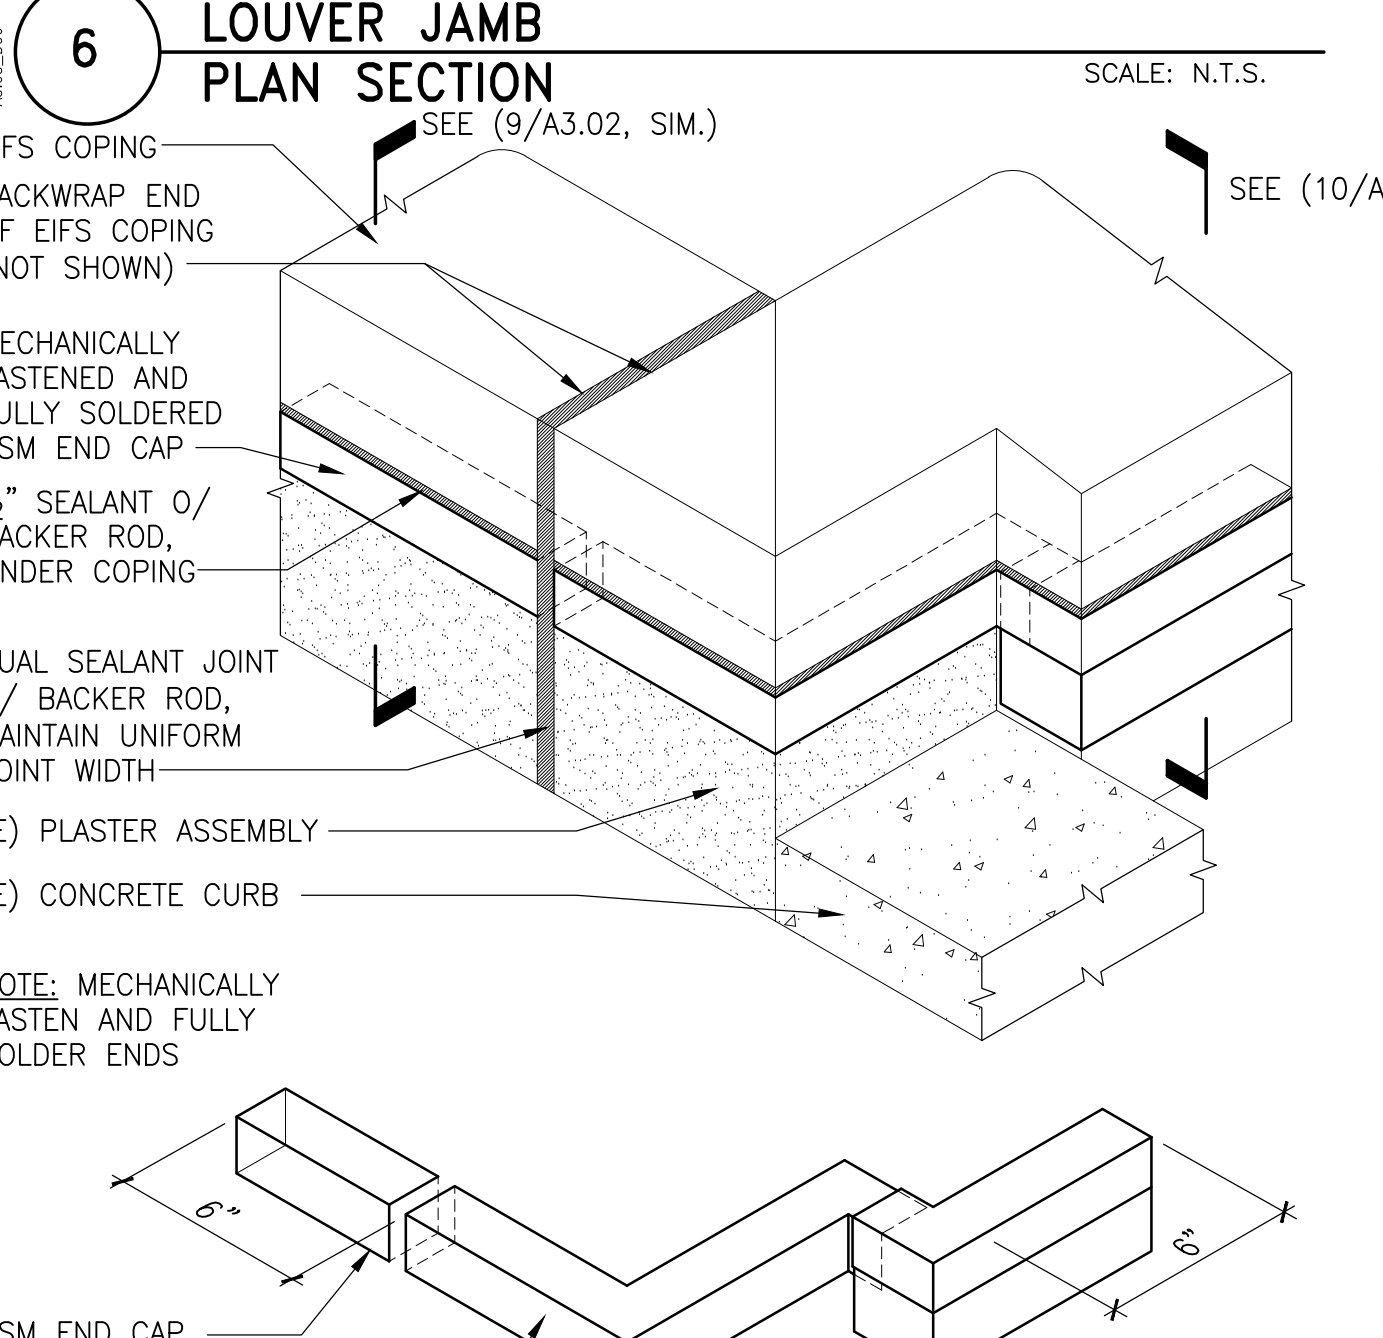 6
LOUVER JAMB
PLAN SECTION
SCALE: N.T.S.
SEE (9/A3.02, SIM.)
SEE (10/A
FS COPING
ACKWRAP END
F EIFS COPING
NOT SHOWN)
ECHANICALLY
ASTENED AND
ULLY SOLDERED
SM END CAP
" SEALANT O/
ACKER ROD,
NDER COPING
UAL SEALANT JOINT
/ BACKER ROD,
AINTAIN UNIFORM
OINT WIDTH
E) PLASTER ASSEMBLY
E) CONCRETE CURB
OTE: MECHANICALLY
ASTEN AND FULLY
OLDER ENDS
6"
6"
SM END CAP